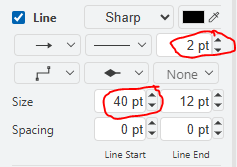 Line Sharp
2 pt
None
Size 40 pt 12 pt
Spacing 0 pt 0 pt
Line Start Line End